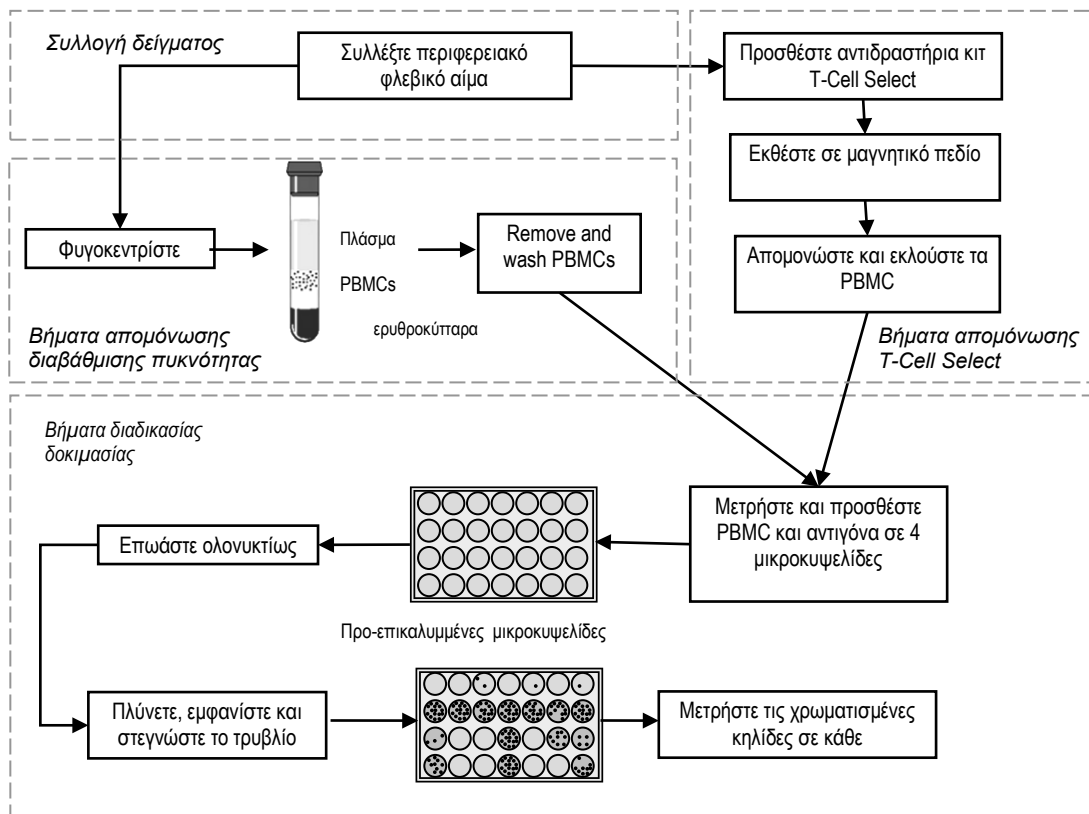 Συλλογή δείγματος
Συλλέξτε περιφερειακό
φλεβικό αίμα
Προσθέστε αντιδραστήρια κιτ
T-Cell Select
Εκθέστε σε μαγνητικό πεδίο
Απομονώστε και εκλούστε τα
PBMC
Βήματα απομόνωσης
T-Cell Select
Φυγοκεντρίστε
Πλάσμα
PBMCs
ερυθροκύτταρα
Remove and
wash PBMCs
Βήματα απομόνωσης
διαβάθμισης πυκνότητας
Βήματα διαδικασίας
δοκιμασίας
Μετρήστε και προσθέστε
PBMC και αντιγόνα σε 4
μικροκυψελίδες
Επωάστε ολονυκτίως
Προ-επικαλυμμένες μικροκυψελίδες
Πλύνετε, εμφανίστε και
στεγνώστε το τρυβλίο
Μετρήστε τις χρωματισμένες
κηλίδες σε κάθε